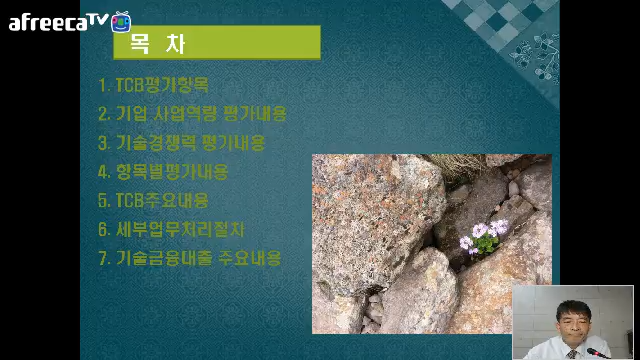 afreecaTV
목 차
1. TCB평가항목
2. 기업 사업역량 평가내용
3. 기술경쟁력 평가내용
4. 항목별평가내용
5. TCB주요내용
6. 세부업무처리절차
7. 기술금융대출 주요내용